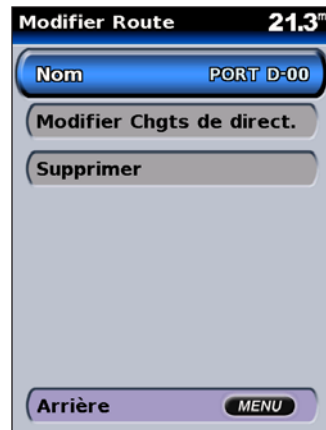 Modifier Route 21.3m
Nom PORT D-00
Modifier Chgts de direct.
Supprimer
Arrière MENU